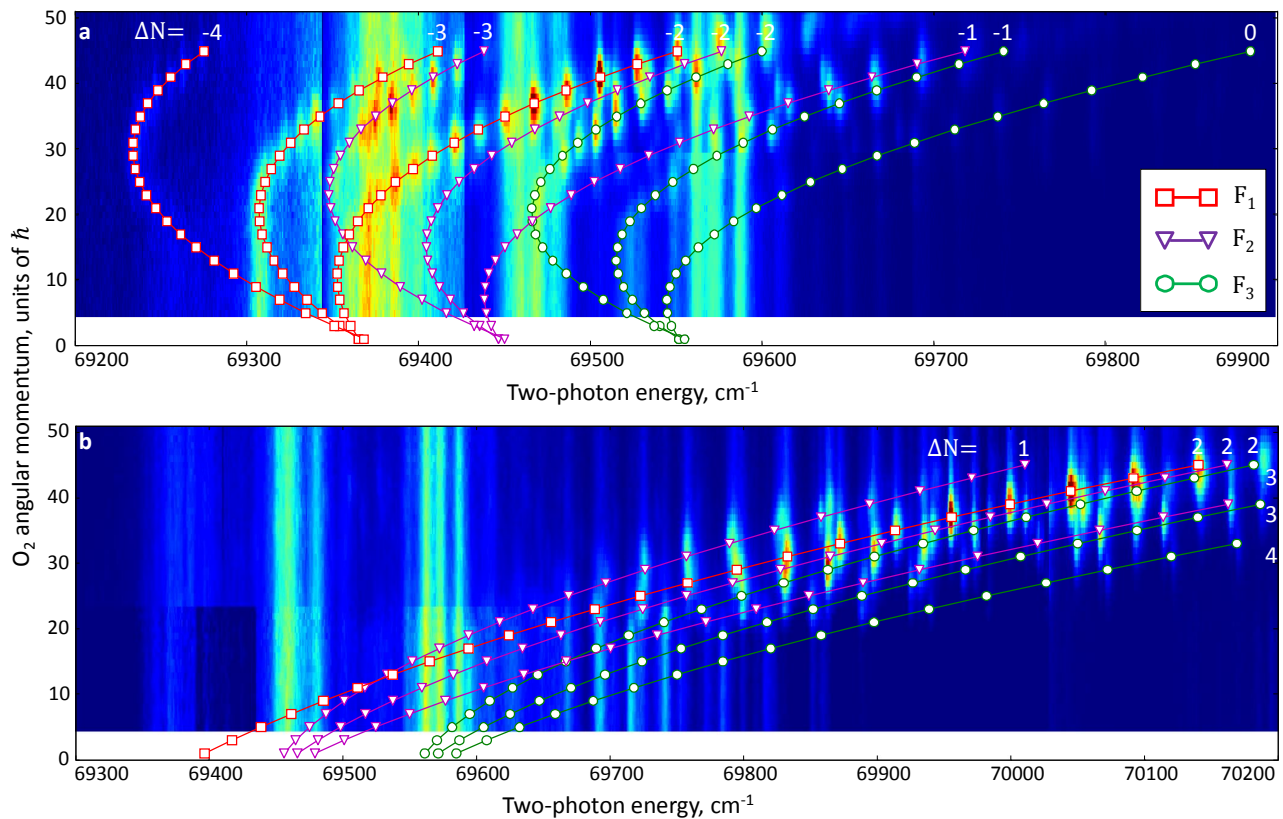 50
a
ΔN= -4 -3 -3 -2 -2 -2 -1 -1 0
40
30
20
10
0
F1
F2
F3
69200 69300 69400 69500 69600 69700 69800 69900
Two-photon energy, cm-1
O2 angular momentum, units of ℏ
50
b
ΔN= 1 2 2 2
3
40
3
30
4
20
10
0
69300 69400 69500 69600 69700 69800 69900 70000 70100 70200
Two-photon energy, cm-1